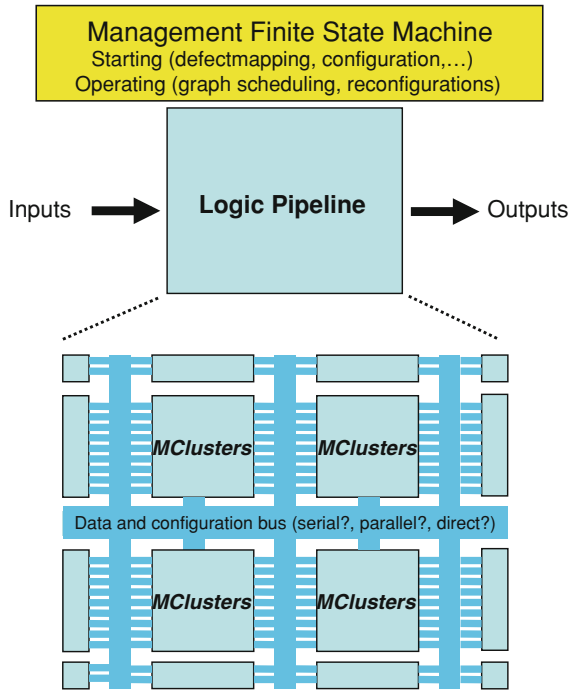 Management Finite State Machine
Starting (defectmapping, configuration,...)
Operating (graph scheduling, reconfigurations)
Inputs
Logic Pipeline
Outputs
MClusters
MClusters
Data and configuration bus (serial?, parallel?, direct?)
MClusters
MClusters